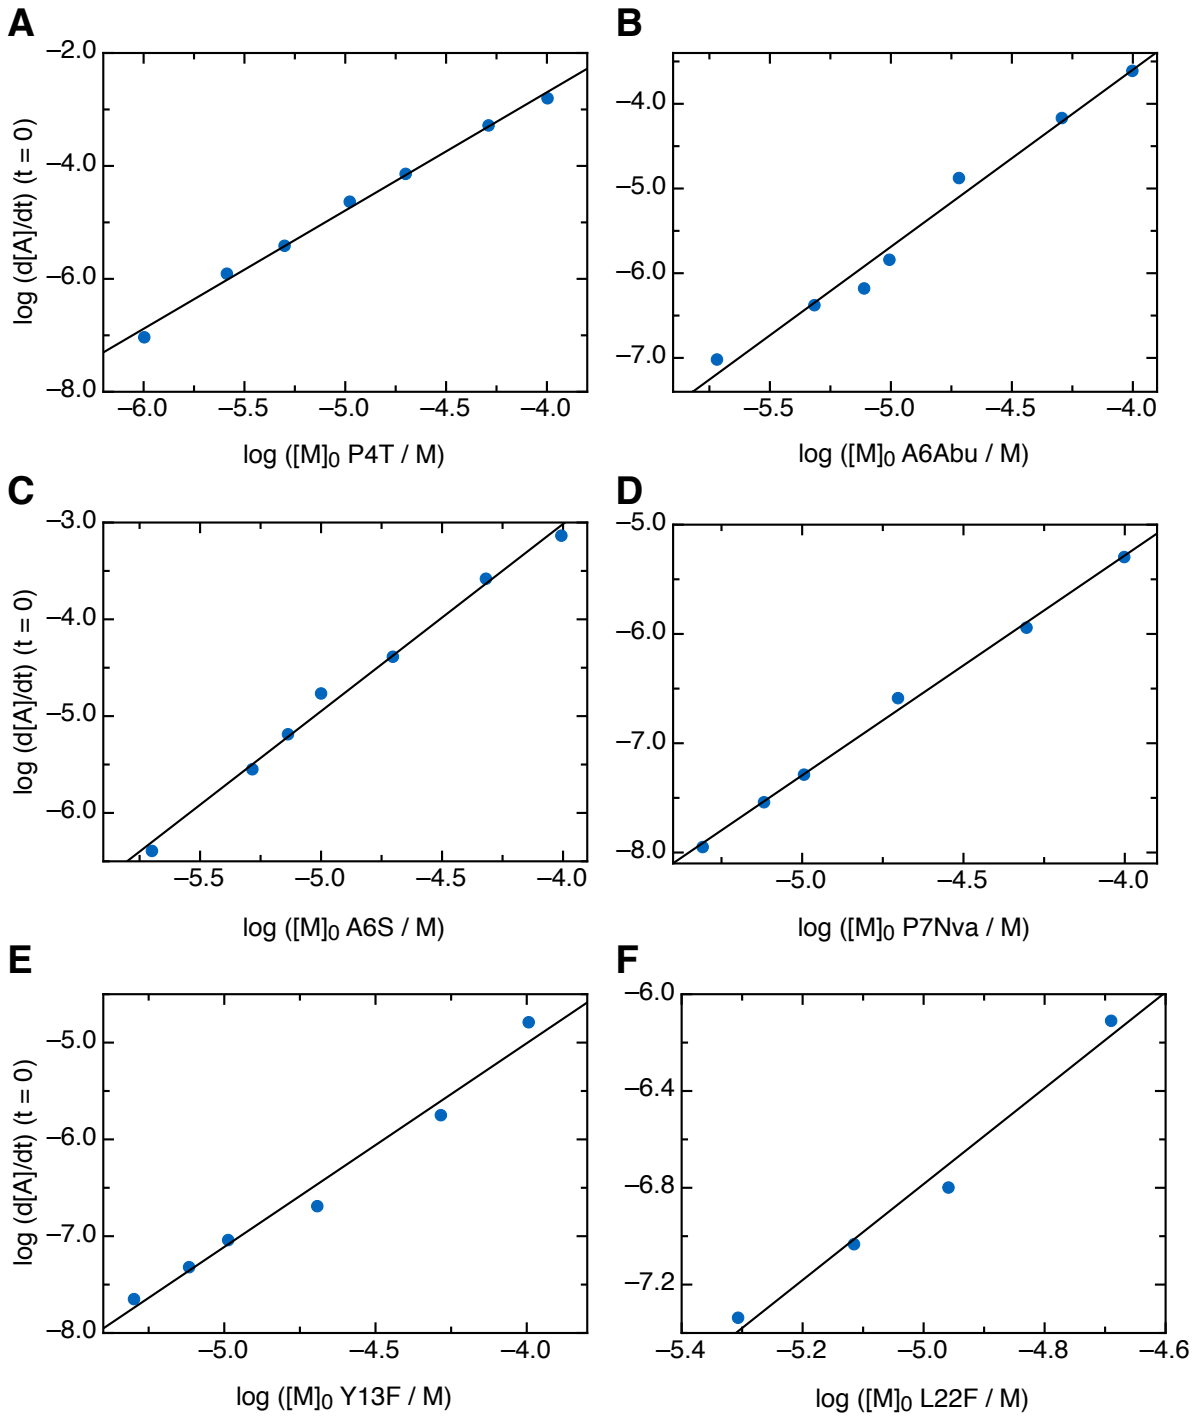 A
B
−2.0
−4.0
−6.0
−8.0
log (d[A]/dt) (t = 0)
−6.0 −5.5 −5.0 −4.5 −4.0
log ([M]₀ P4T / M)
−4.0
−5.0
−6.0
−7.0
−5.5 −5.0 −4.5 −4.0
log ([M]₀ A6Abu / M)
C
D
−3.0
−4.0
−5.0
−6.0
log (d[A]/dt) (t = 0)
−5.5 −5.0 −4.5 −4.0
log ([M]₀ A6S / M)
−5.0
−6.0
−7.0
−8.0
−5.0 −4.5 −4.0
log ([M]₀ P7Nva / M)
E
F
−5.0
−6.0
−7.0
−8.0
log (d[A]/dt) (t = 0)
−5.0 −4.5 −4.0
log ([M]₀ Y13F / M)
−6.0
−6.4
−6.8
−7.2
−5.4 −5.2 −5.0 −4.8 −4.6
log ([M]₀ L22F / M)